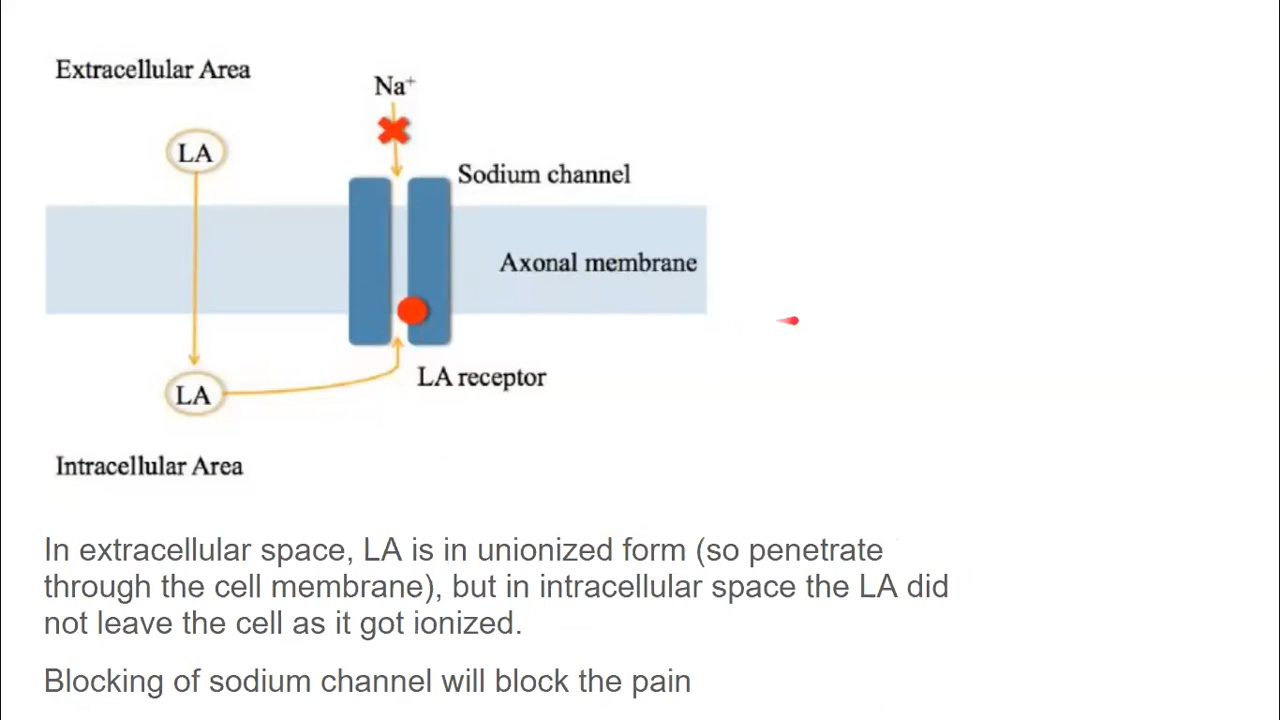 Extracellular Area
Na⁺
LA
Sodium channel
Axonal membrane
LA receptor
LA
Intracellular Area
In extracellular space, LA is in unionized form (so penetrate
through the cell membrane), but in intracellular space the LA did
not leave the cell as it got ionized.
Blocking of sodium channel will block the pain